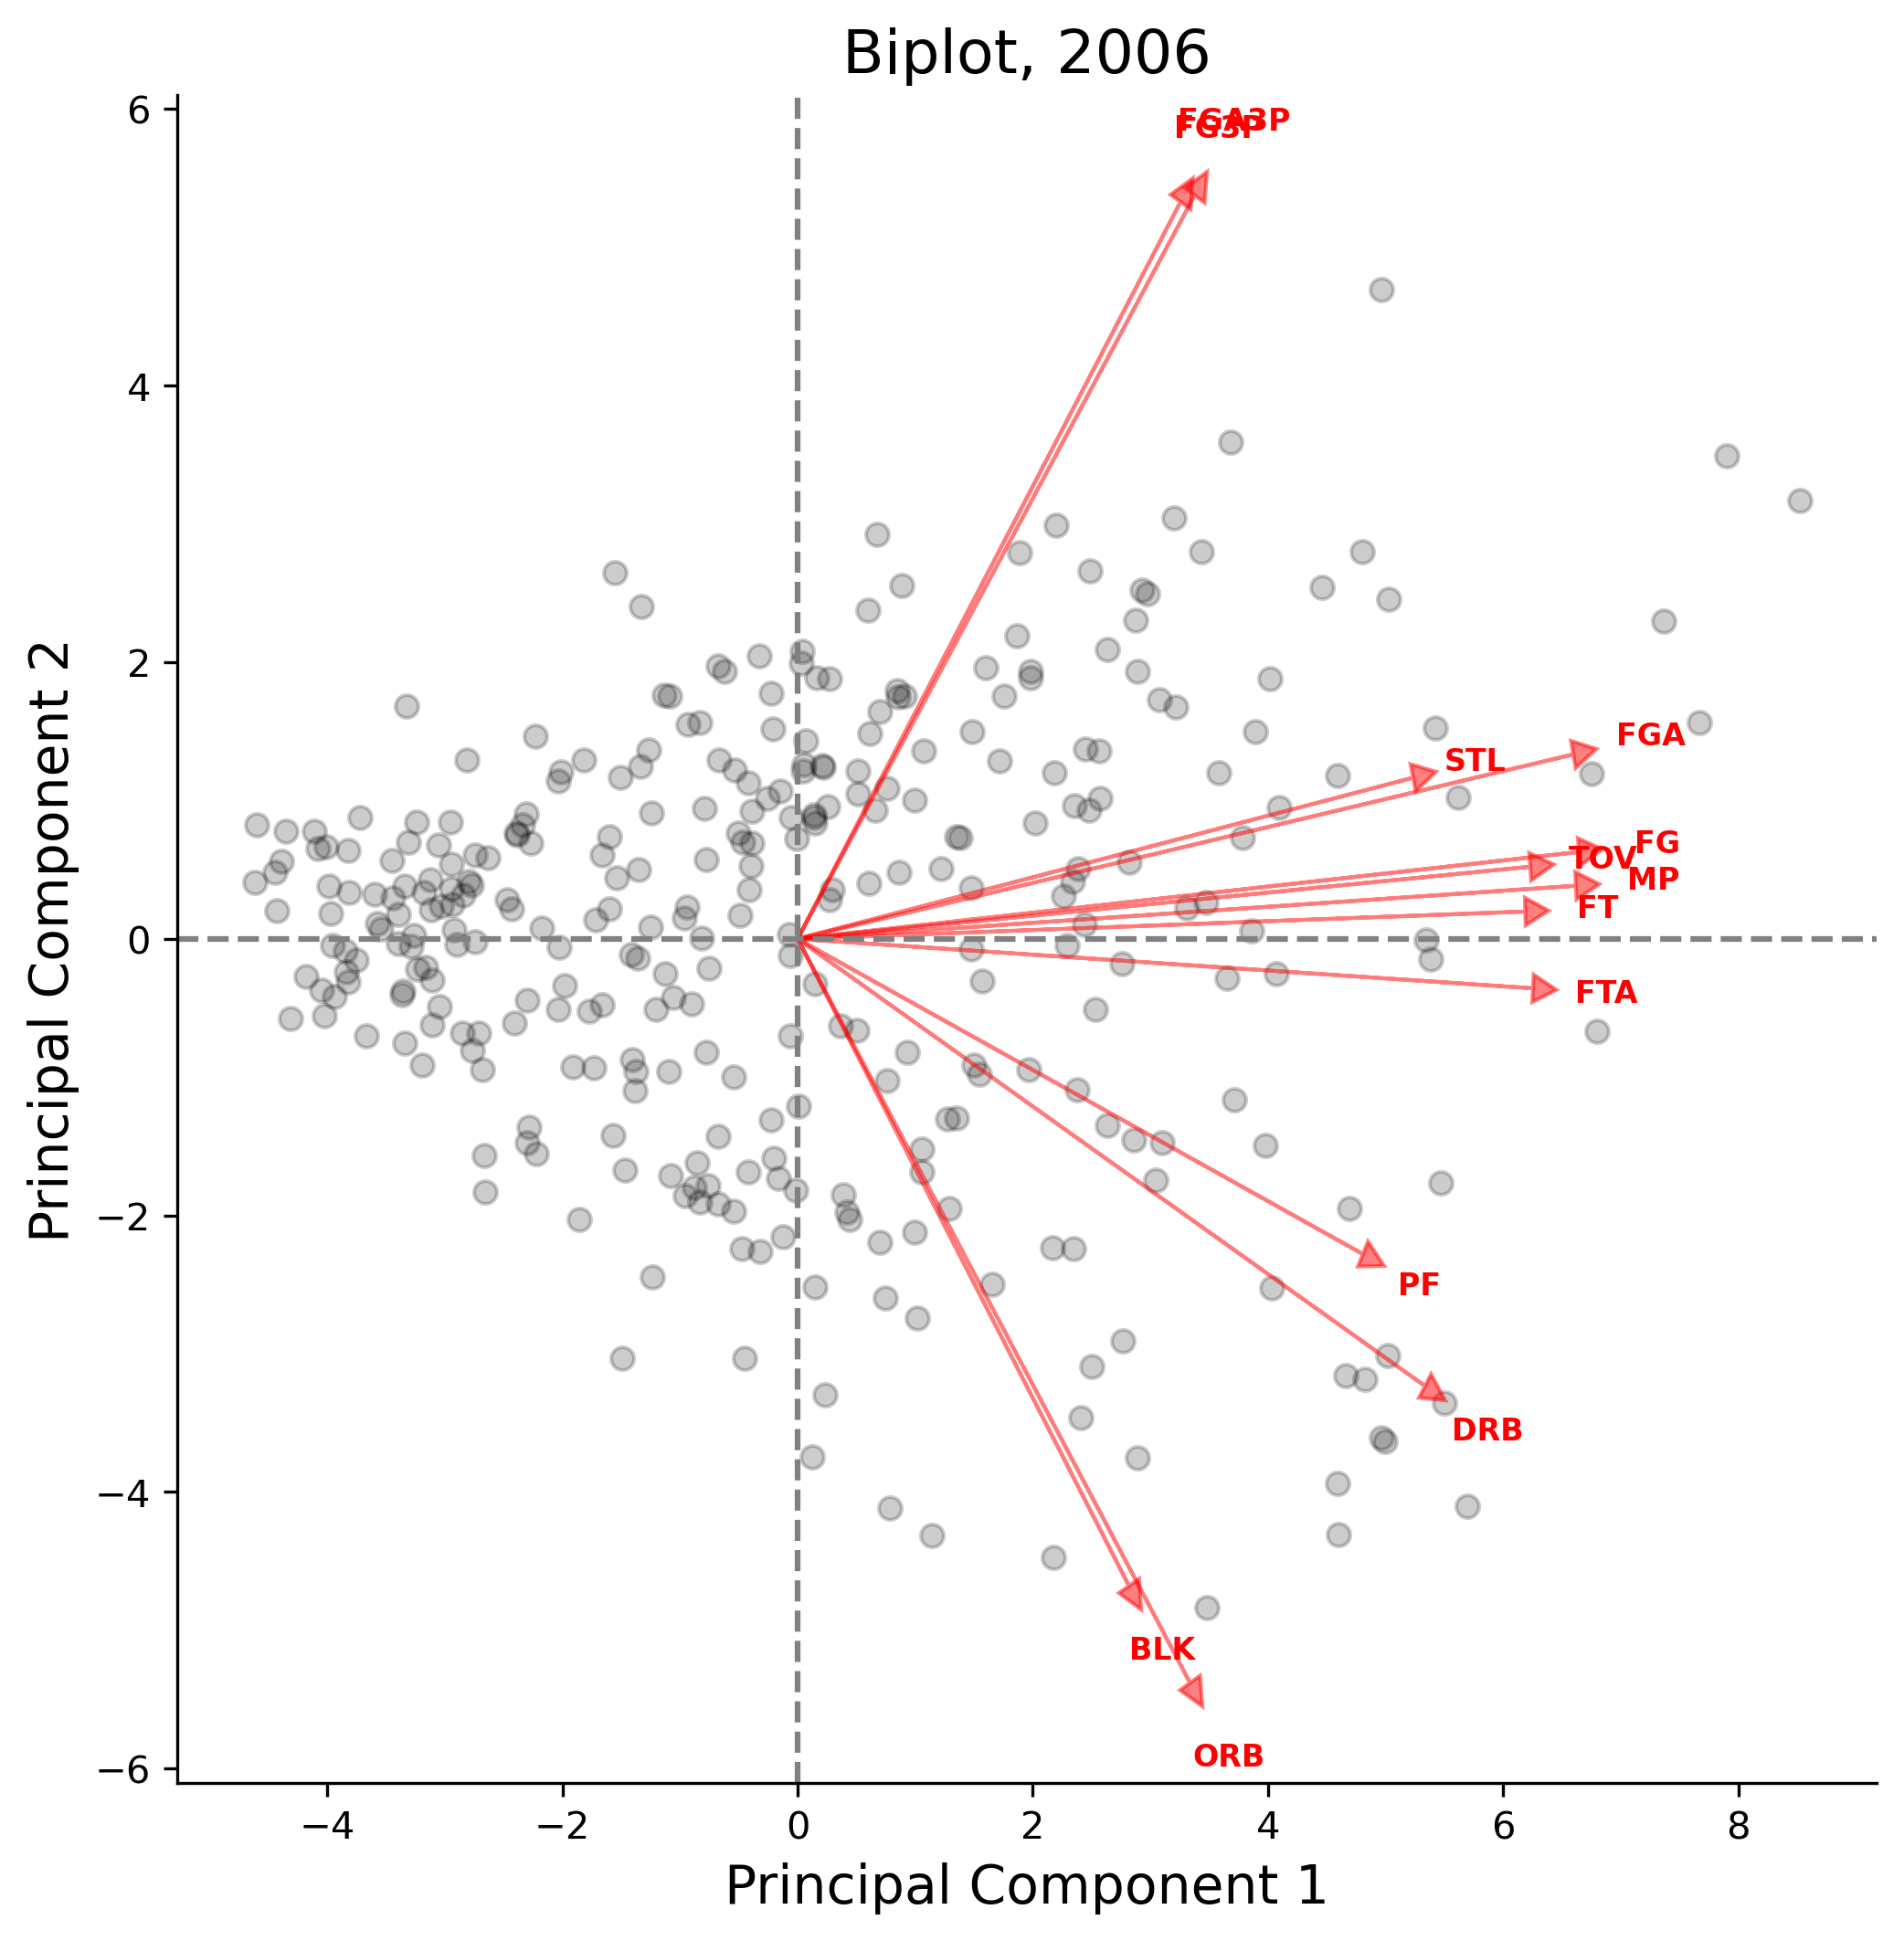 Biplot, 2006
FGA3P
FG3P
FGA
STL
FG
TOV
MP
FT
FTA
PF
DRB
BLK
ORB
Principal Component 2
6
4
2
0
−2
−4
−6
−4
−2
0
2
4
6
8
Principal Component 1